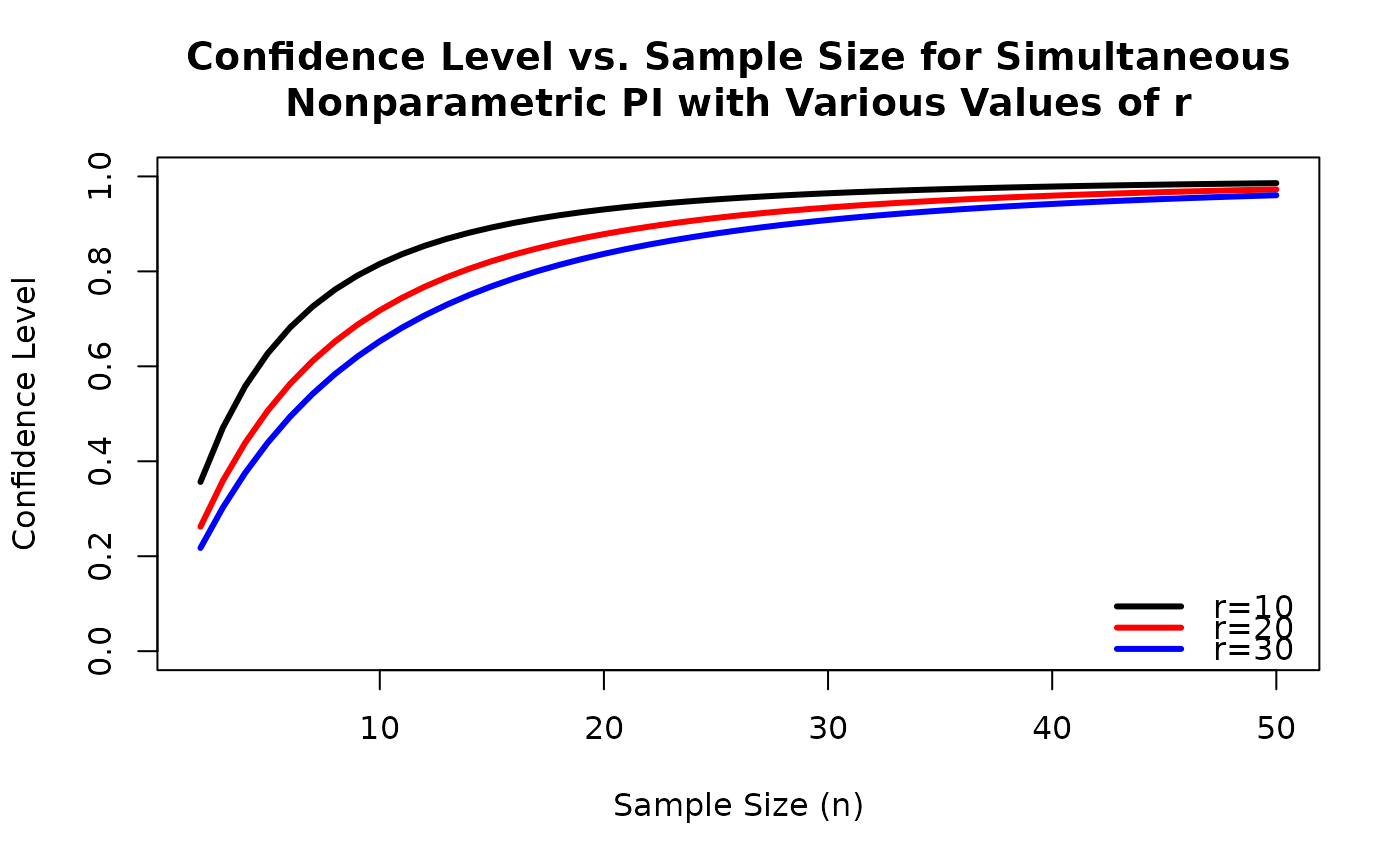 Confidence Level vs. Sample Size for Simultaneous
Nonparametric PI with Various Values of r
Confidence Level
1.0
0.8
0.6
0.4
0.2
0.0
r=10
r=20
r=30
10 20 30 40 50
Sample Size (n)